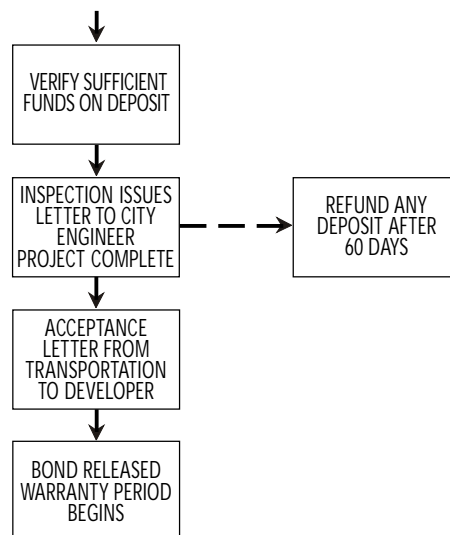 VERIFY SUFFICIENT
FUNDS ON DEPOSIT
INSPECTION ISSUES
LETTER TO CITY
ENGINEER
PROJECT COMPLETE
REFUND ANY
DEPOSIT AFTER
60 DAYS
ACCEPTANCE
LETTER FROM
TRANSPORTATION
TO DEVELOPER
BOND RELEASED
WARRANTY PERIOD
BEGINS